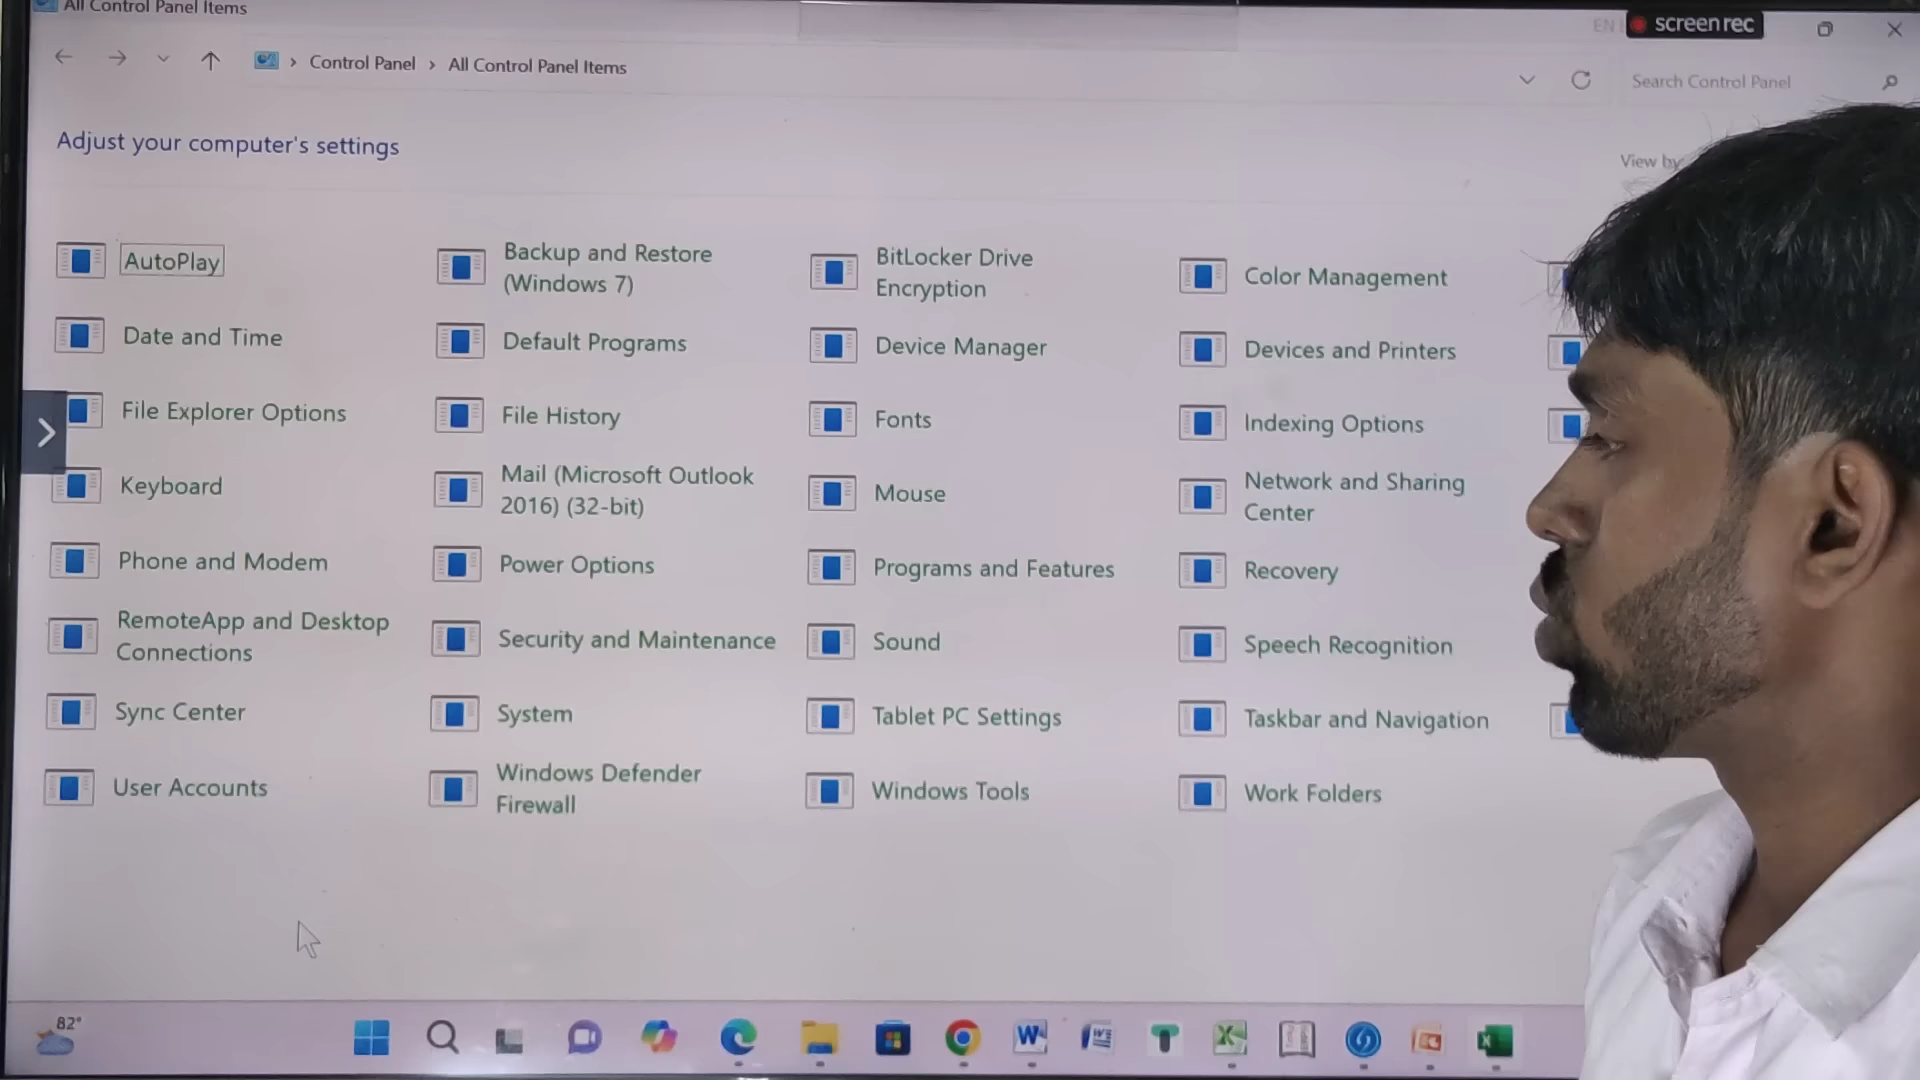 All Control Panel Items
EN
screenrec
Control Panel › All Control Panel Items
Search Control Panel
Adjust your computer's settings
View by
AutoPlay
Backup and Restore
(Windows 7)
BitLocker Drive
Encryption
Color Management
Date and Time
Default Programs
Device Manager
Devices and Printers
File Explorer Options
File History
Fonts
Indexing Options
Keyboard
Mail (Microsoft Outlook
2016) (32-bit)
Mouse
Network and Sharing
Center
Phone and Modem
Power Options
Programs and Features
Recovery
RemoteApp and Desktop
Connections
Security and Maintenance
Sound
Speech Recognition
Sync Center
System
Tablet PC Settings
Taskbar and Navigation
User Accounts
Windows Defender
Firewall
Windows Tools
Work Folders
82°